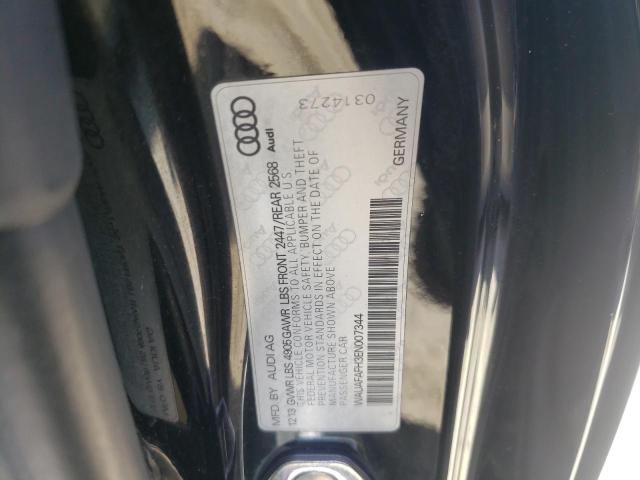 MFD. BY AUDI AG
12/13 GVWR LBS 4905 GAWR LBS FRONT 2447/REAR 2568
THIS VEHICLE CONFORMS TO ALL APPLICABLE U.S.
FEDERAL MOTOR VEHICLE SAFETY, BUMPER AND THEFT
PREVENTION STANDARDS IN EFFECT ON THE DATE OF
MANUFACTURE SHOWN ABOVE
PASSENGER CAR
WAUAFAFH3EN007344
GERMANY
Audi
0314273